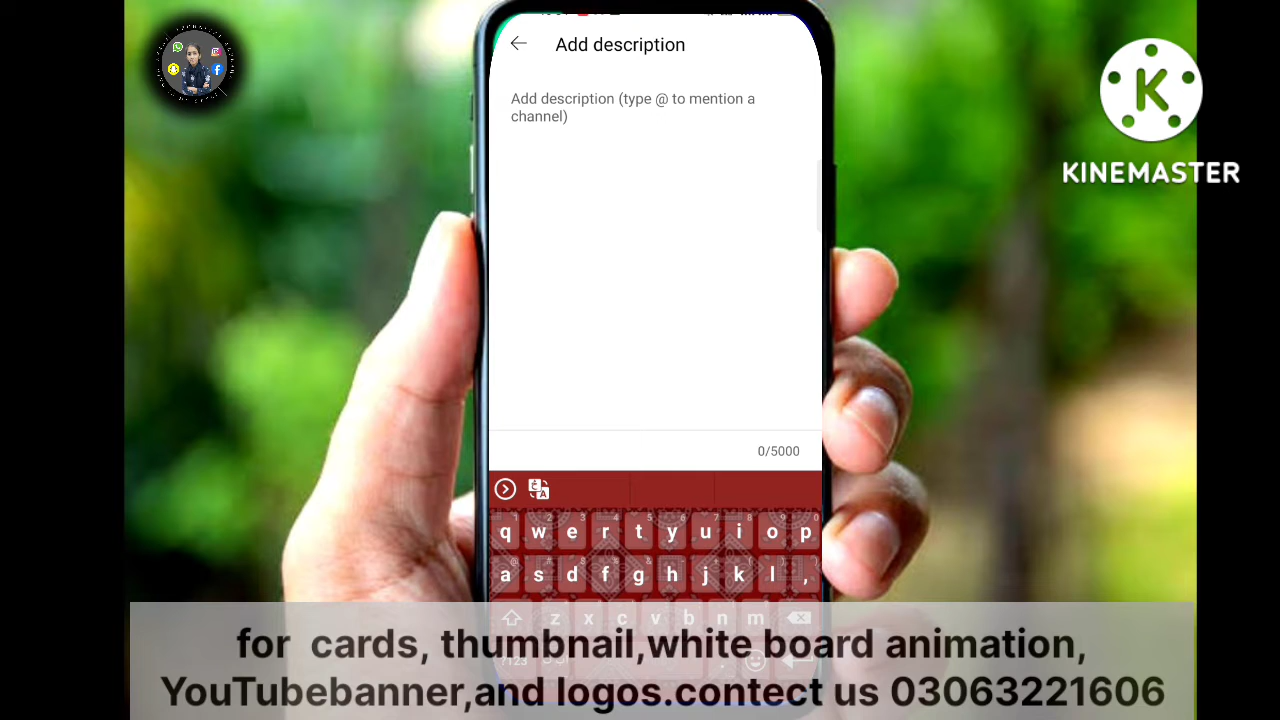 Add description
Add description (type @ to mention a
channel)
0/5000
KINEMASTER
q w e r t y u i o p
a s d f g h j k l ,
z x c v b n m
?123
for cards, thumbnail,white board animation,
YouTubebanner,and logos.contect us 03063221606